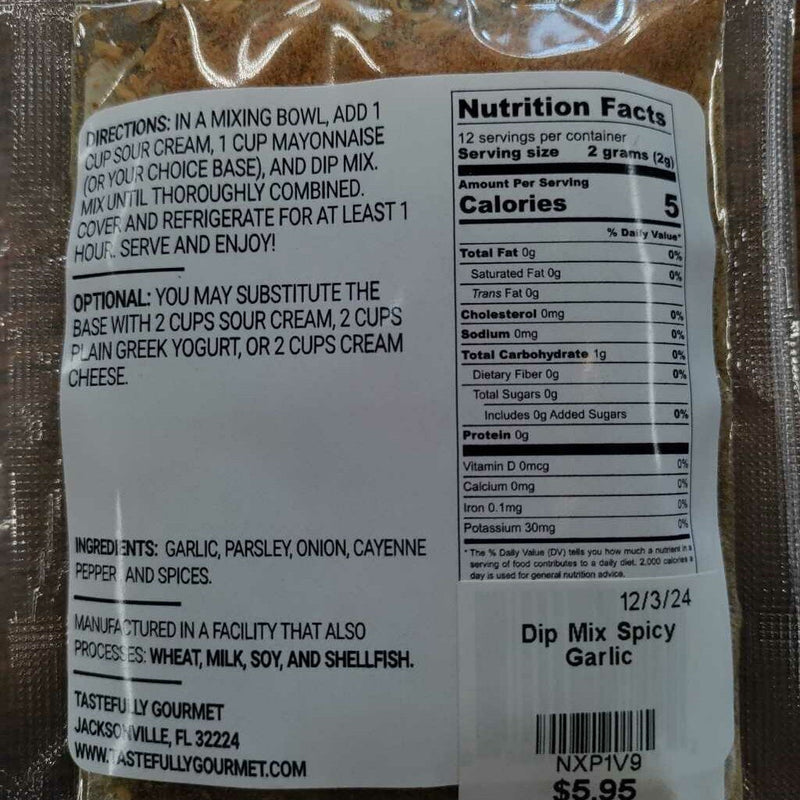 DIRECTIONS: IN A MIXING BOWL, ADD 1
CUP SOUR CREAM, 1 CUP MAYONNAISE
(OR YOUR CHOICE BASE), AND DIP MIX.
MIX UNTIL THOROUGHLY COMBINED.
COVER AND REFRIGERATE FOR AT LEAST 1
HOUR. SERVE AND ENJOY!
OPTIONAL: YOU MAY SUBSTITUTE THE
BASE WITH 2 CUPS SOUR CREAM, 2 CUPS
PLAIN GREEK YOGURT, OR 2 CUPS CREAM
CHEESE.
INGREDIENTS: GARLIC, PARSLEY, ONION, CAYENNE
PEPPER AND SPICES.
MANUFACTURED IN A FACILITY THAT ALSO
PROCESSES: WHEAT, MILK, SOY, AND SHELLFISH.
TASTEFULLY GOURMET
JACKSONVILLE, FL 32224
WWW.TASTEFULLYGOURMET.COM
Nutrition Facts
12 servings per container
Serving size 2 grams (2g)
Amount Per Serving
Calories 5
% Daily Value*
Total Fat 0g 0%
Saturated Fat 0g 0%
Trans Fat 0g
Cholesterol 0mg 0%
Sodium 0mg 0%
Total Carbohydrate 1g 0%
Dietary Fiber 0g 0%
Total Sugars 0g
Includes 0g Added Sugars 0%
Protein 0g
Vitamin D 0mcg 0%
Calcium 0mg 0%
Iron 0.1mg 0%
Potassium 30mg 0%
* The % Daily Value (DV) tells you how much a nutrient in a
serving of food contributes to a daily diet. 2,000 calories a
day is used for general nutrition advice.
12/3/24
Dip Mix Spicy
Garlic
NXP1V9
$5.95